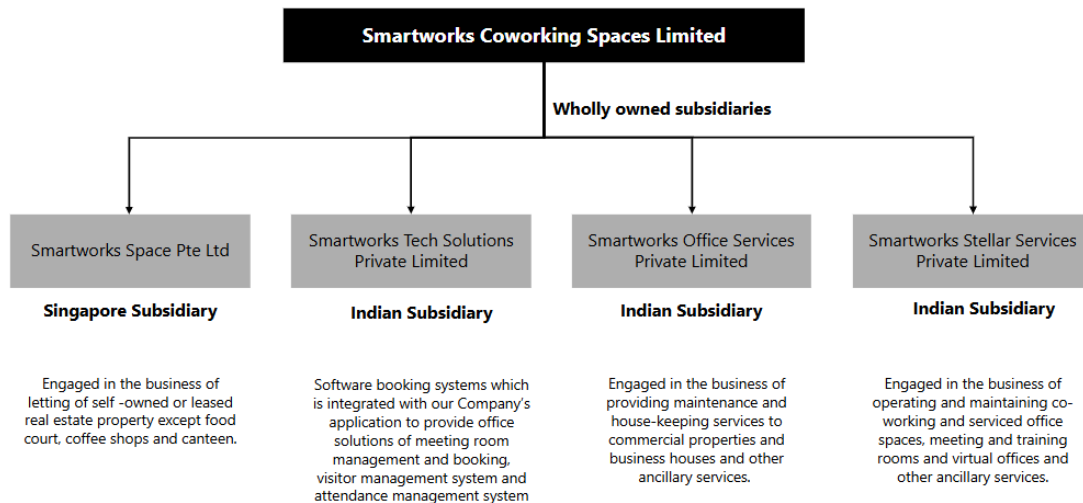 Smartworks Coworking Spaces Limited
Wholly owned subsidiaries
Smartworks Space Pte Ltd
Smartworks Tech Solutions
Private Limited
Smartworks Office Services
Private Limited
Smartworks Stellar Services
Private Limited
Singapore Subsidiary
Indian Subsidiary
Indian Subsidiary
Indian Subsidiary
Engaged in the business of
letting of self -owned or leased
real estate property except food
court, coffee shops and canteen.
Software booking systems which
is integrated with our Company’s
application to provide office
solutions of meeting room
management and booking,
visitor management system and
attendance management system
Engaged in the business of
providing maintenance and
house-keeping services to
commercial properties and
business houses and other
ancillary services.
Engaged in the business of
operating and maintaining co-
working and serviced office
spaces, meeting and training
rooms and virtual offices and
other ancillary services.